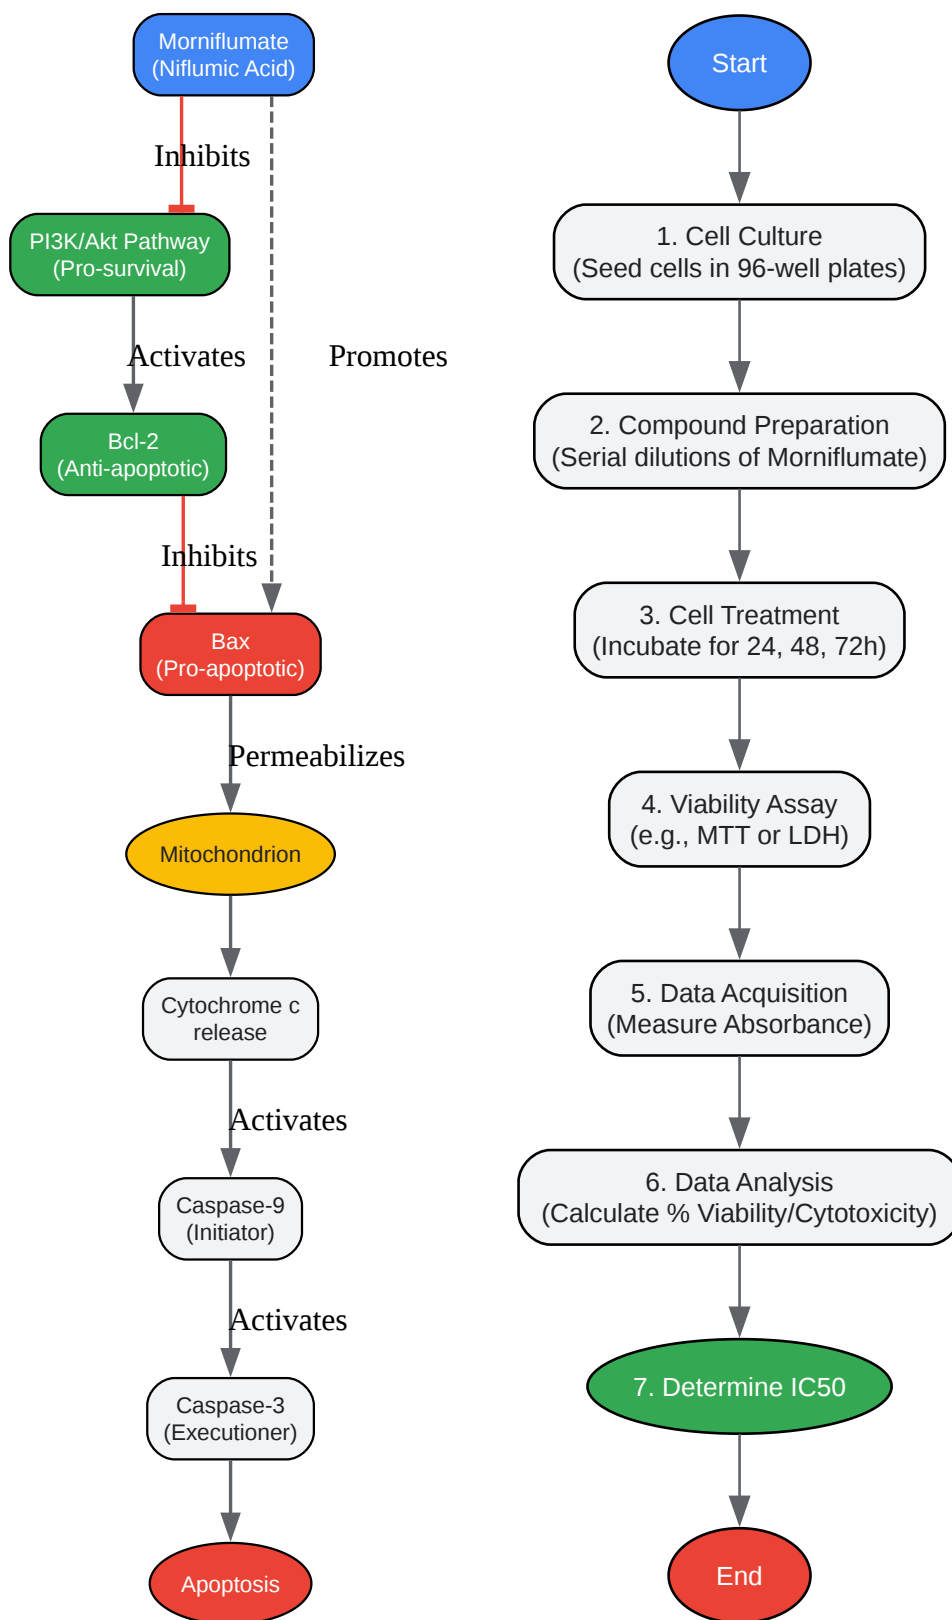 Morniflumate
(Niflumic Acid)
Inhibits
PI3K/Akt Pathway
(Pro-survival)
Activates
Promotes
Bcl-2
(Anti-apoptotic)
Inhibits
Bax
(Pro-apoptotic)
Permeabilizes
Mitochondrion
Cytochrome c
release
Activates
Caspase-9
(Initiator)
Activates
Caspase-3
(Executioner)
Apoptosis
Start
1. Cell Culture
(Seed cells in 96-well plates)
2. Compound Preparation
(Serial dilutions of Morniflumate)
3. Cell Treatment
(Incubate for 24, 48, 72h)
4. Viability Assay
(e.g., MTT or LDH)
5. Data Acquisition
(Measure Absorbance)
6. Data Analysis
(Calculate % Viability/Cytotoxicity)
7. Determine IC50
End